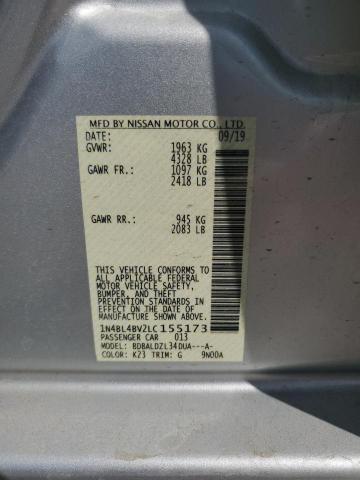 MFD BY NISSAN MOTOR CO., LTD.
DATE: 09/19
GVWR: 1963 KG
4328 LB
GAWR FR.: 1097 KG
2418 LB
GAWR RR.: 945 KG
2083 LB
THIS VEHICLE CONFORMS TO
ALL APPLICABLE FEDERAL
MOTOR VEHICLE SAFETY,
BUMPER, AND THEFT
PREVENTION STANDARDS
IN EFFECT ON THE DATE OF
MANUFACTURE SHOWN ABOVE.
1N4BL4BV2LC155173
PASSENGER CAR 013
MODEL: BDBALDZL34DUA---A-
COLOR: K23 TRIM: G 9N00A